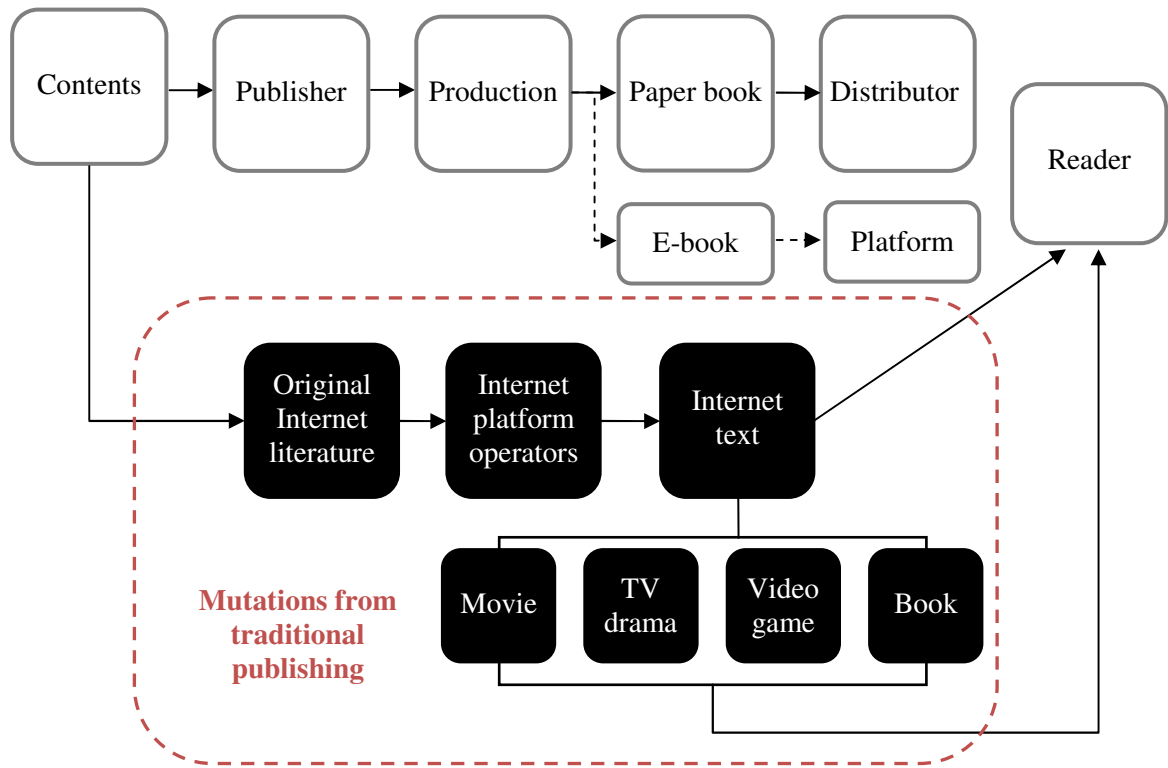 Contents
Publisher
Production
Paper book
Distributor
Reader
E-book
Platform
Original
Internet
literature
Internet
platform
operators
Internet
text
Movie
TV
drama
Video
game
Book
Mutations from
traditional
publishing